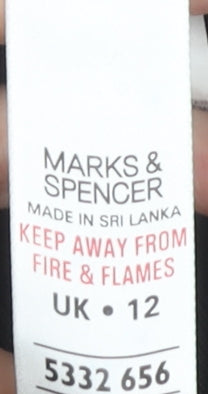 MARKS &
SPENCER
MADE IN SRI LANKA
KEEP AWAY FROM
FIRE & FLAMES
UK • 12
5332 656